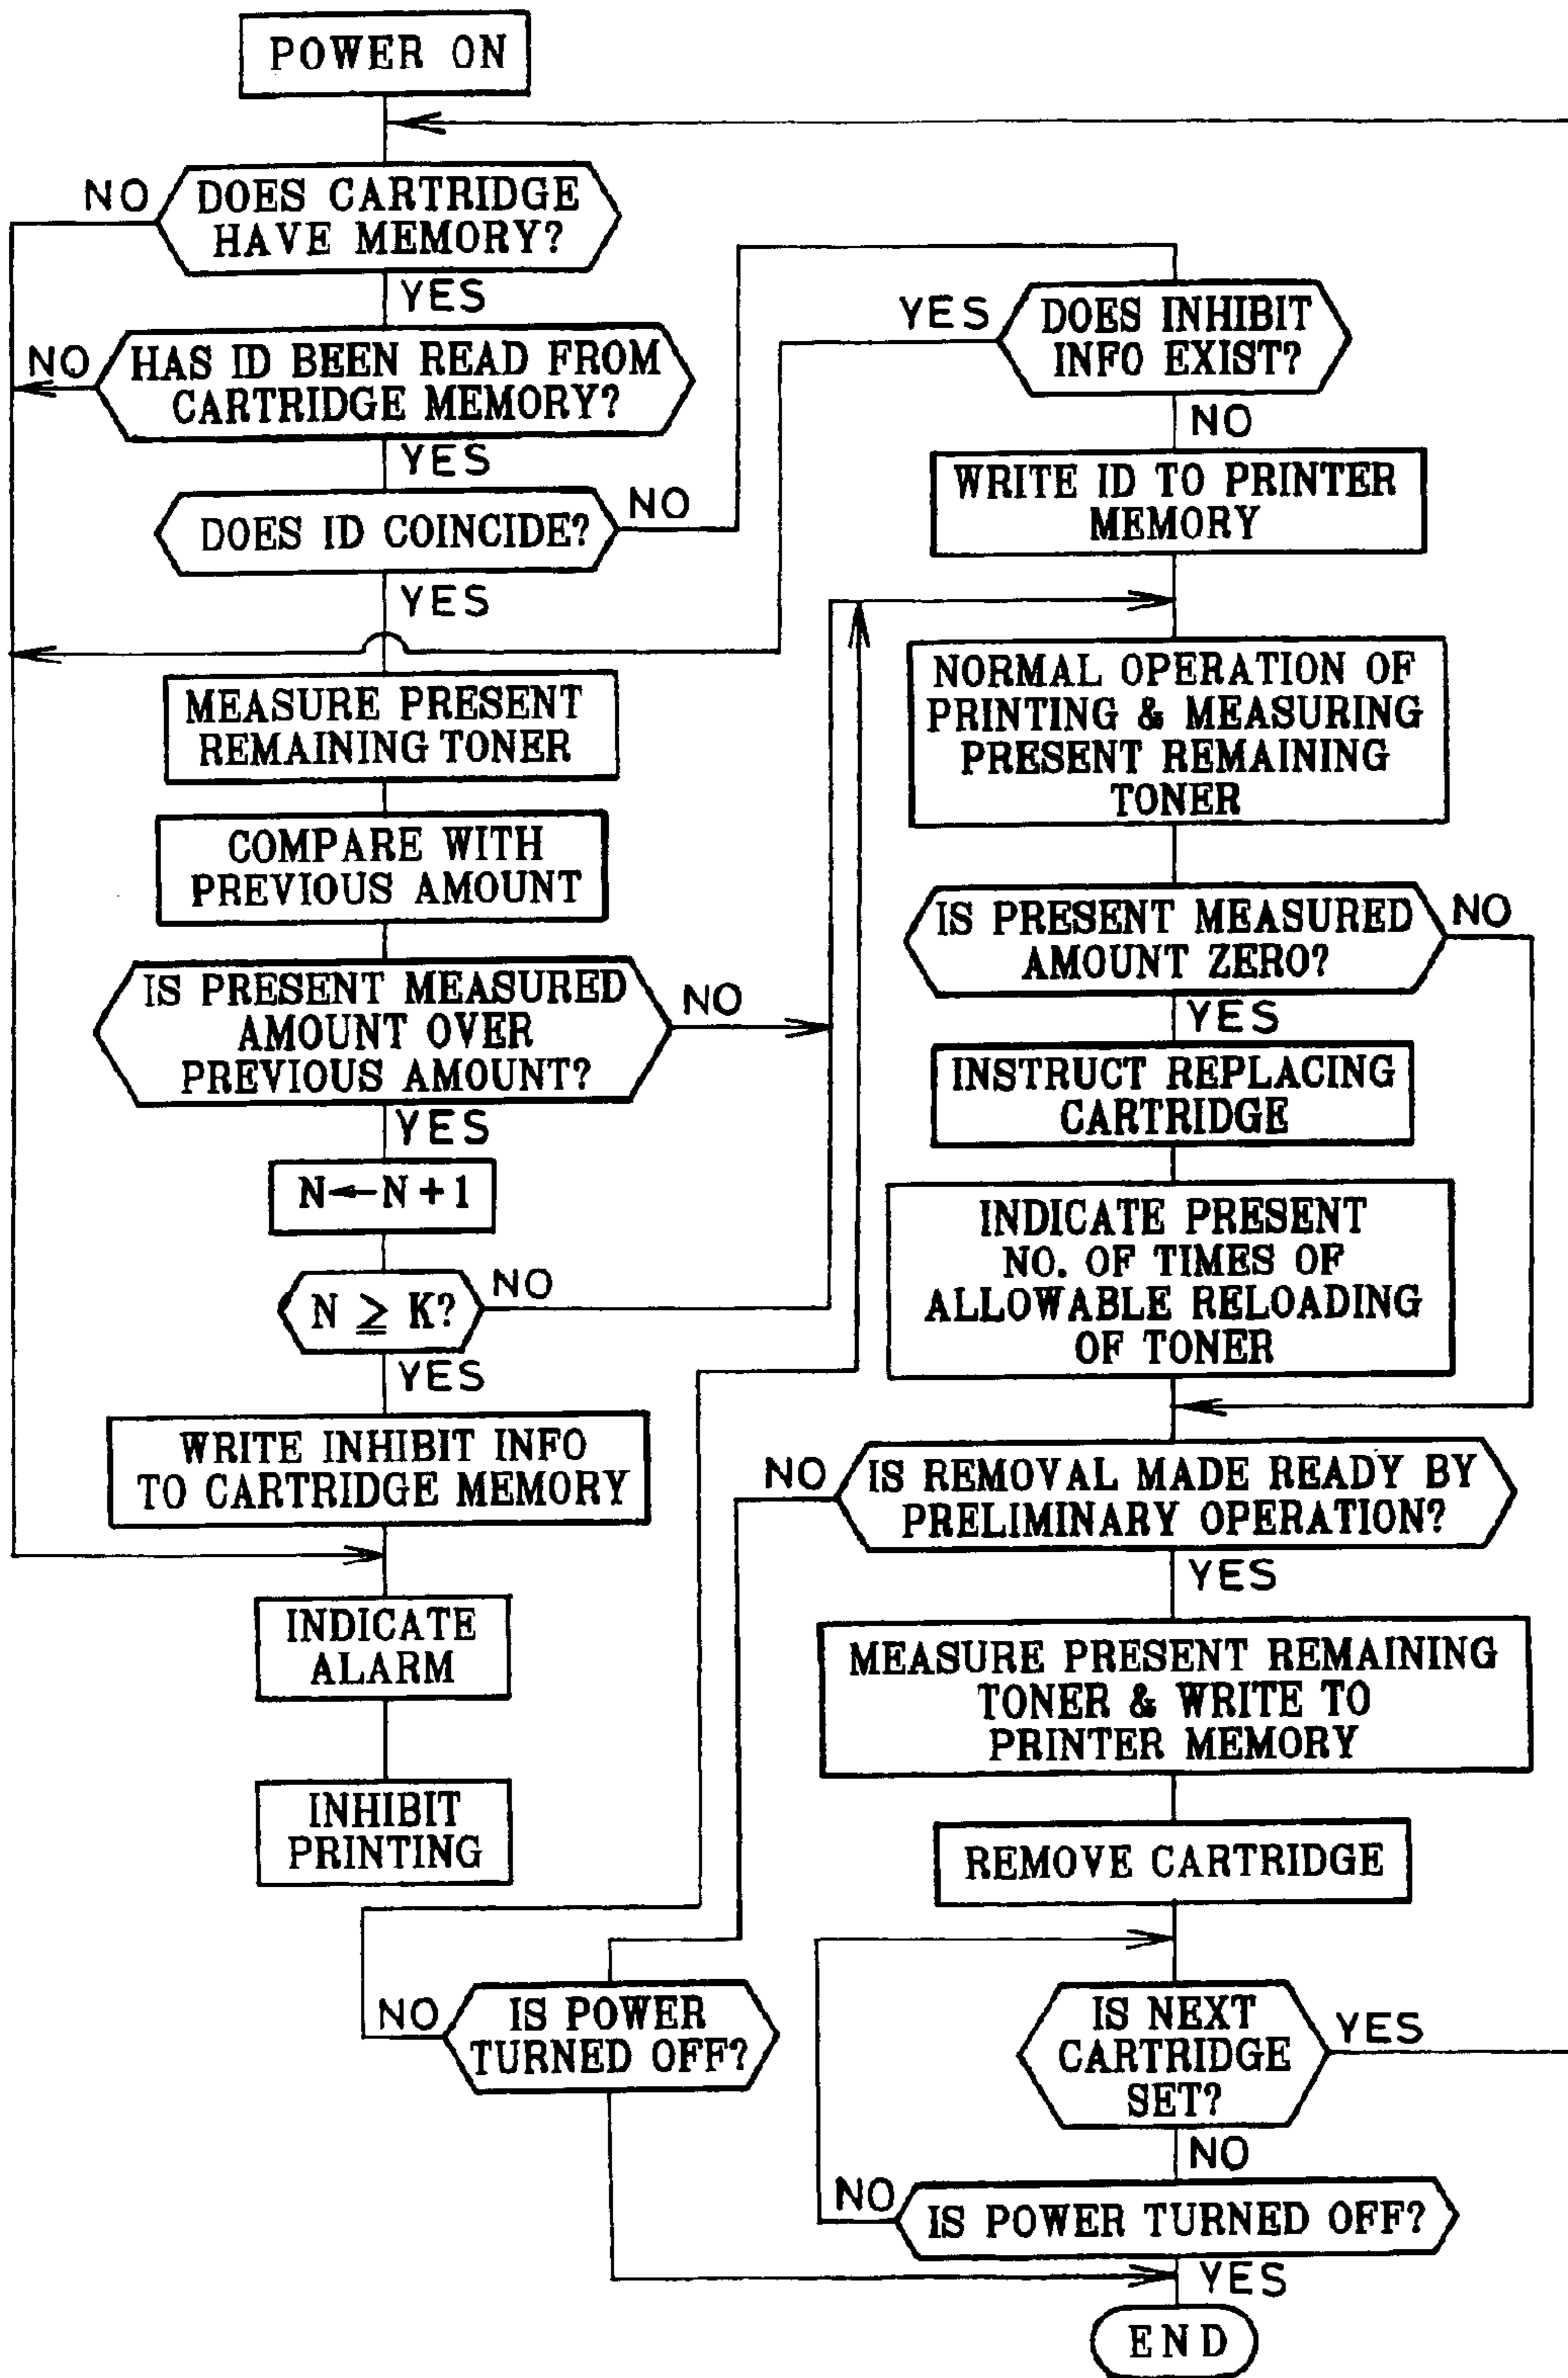 POWER ON
NO
DOES CARTRIDGE
HAVE MEMORY?
YES
NO
HAS ID BEEN READ FROM
CARTRIDGE MEMORY?
YES
DOES ID COINCIDE?
NO
YES
MEASURE PRESENT
REMAINING TONER
COMPARE WITH
PREVIOUS AMOUNT
IS PRESENT MEASURED
AMOUNT OVER
PREVIOUS AMOUNT?
NO
YES
N←N+1
N ≧ K?
NO
YES
WRITE INHIBIT INFO
TO CARTRIDGE MEMORY
INDICATE
ALARM
INHIBIT
PRINTING
YES
DOES INHIBIT
INFO EXIST?
NO
WRITE ID TO PRINTER
MEMORY
NORMAL OPERATION OF
PRINTING & MEASURING
PRESENT REMAINING
TONER
IS PRESENT MEASURED
AMOUNT ZERO?
NO
YES
INSTRUCT REPLACING
CARTRIDGE
INDICATE PRESENT
NO. OF TIMES OF
ALLOWABLE RELOADING
OF TONER
NO
IS REMOVAL MADE READY BY
PRELIMINARY OPERATION?
YES
MEASURE PRESENT REMAINING
TONER & WRITE TO
PRINTER MEMORY
REMOVE CARTRIDGE
NO
IS POWER
TURNED OFF?
IS NEXT
CARTRIDGE
SET?
YES
NO
NO
IS POWER TURNED OFF?
YES
END